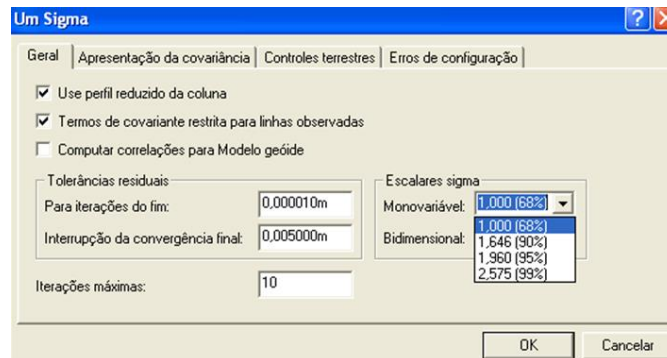 Um Sigma
Geral Apresentação da covariância Controles terrestres Erros de configuração
Use perfil reduzido da coluna
Termos de covariante restrita para linhas observadas
Computar correlações para Modelo geóide
Tolerâncias residuais
Para iterações do fim: 0,000010m
Interrupção da convergência final: 0,005000m
Escalares sigma
Monovariável: 1,000 (68%)
Bidimensional:
1,000 (68%)
1,646 (90%)
1,960 (95%)
2,575 (99%)
Iterações máximas: 10
OK Cancelar